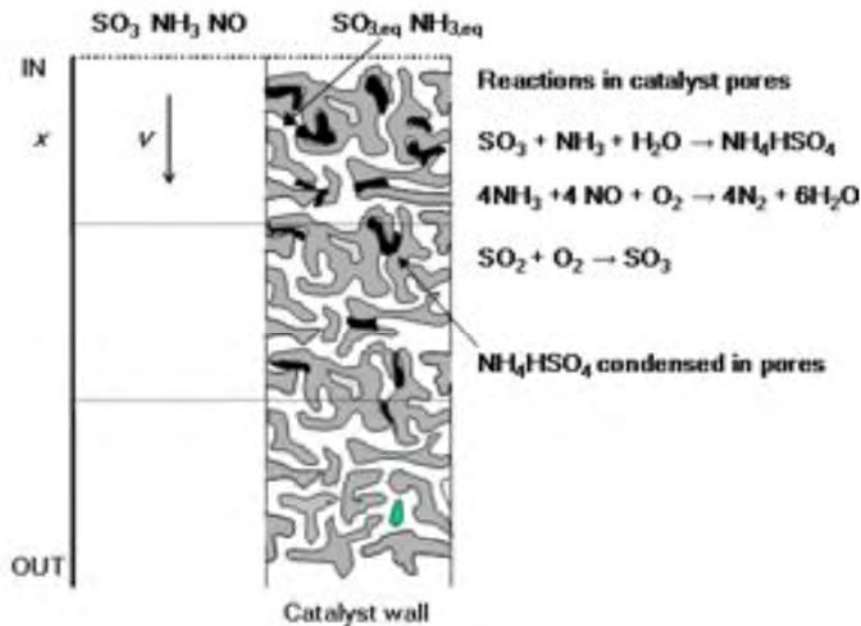 SO₃ NH₃ NO
SO₃,eq NH₃,eq
IN
Reactions in catalyst pores
x
V
SO₃ + NH₃ + H₂O → NH₄HSO₄
4NH₃ +4 NO + O₂ → 4N₂ + 6H₂O
SO₂ + O₂ → SO₃
NH₄HSO₄ condensed in pores
OUT
Catalyst wall